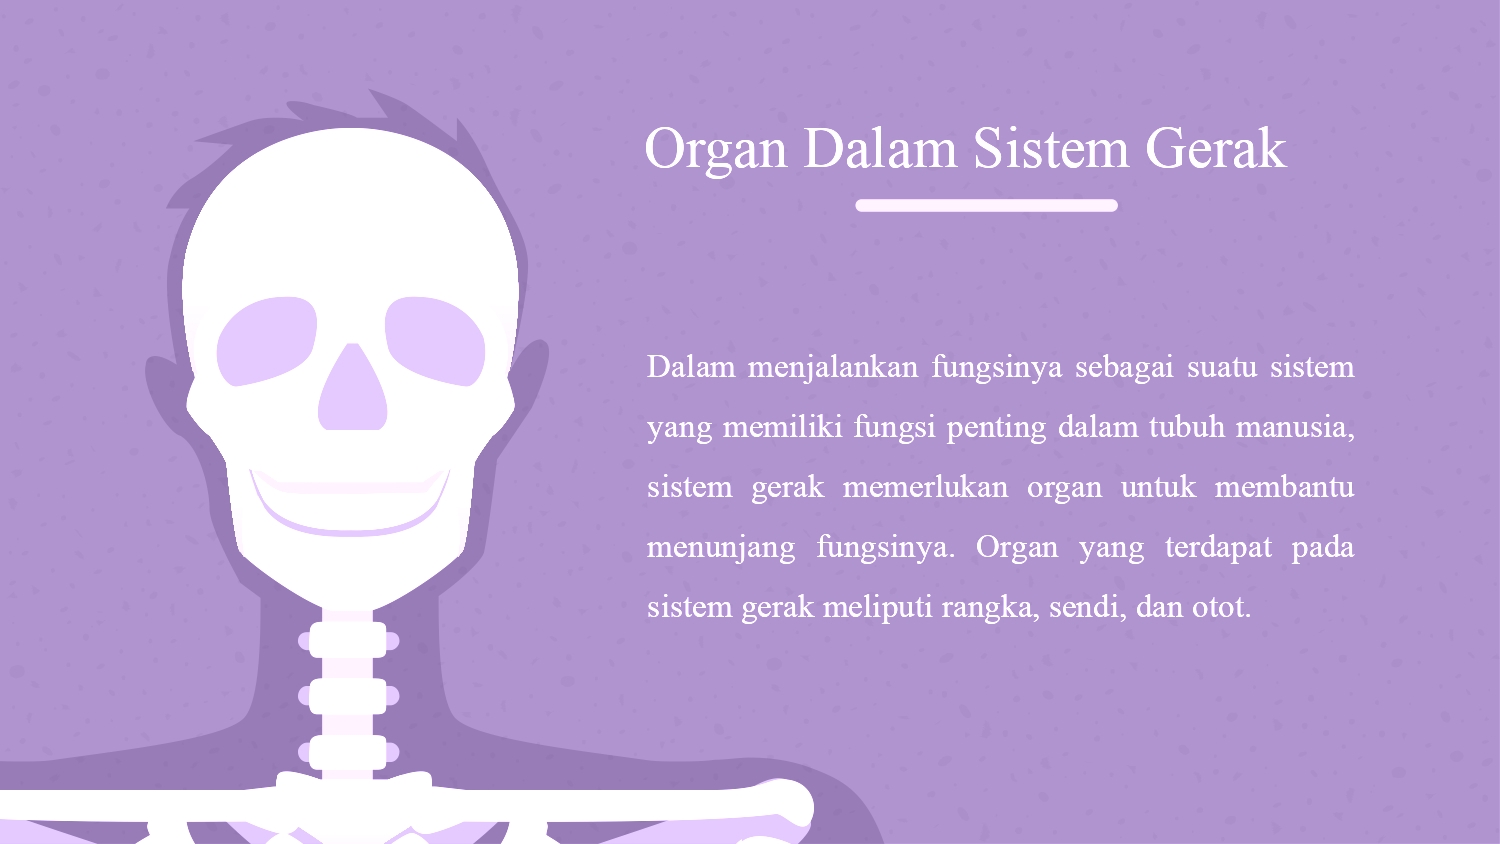 Organ Dalam Sistem Gerak
Dalam menjalankan fungsinya sebagai suatu sistem
yang memiliki fungsi penting dalam tubuh manusia,
sistem gerak memerlukan organ untuk membantu
menunjang fungsinya. Organ yang terdapat pada
sistem gerak meliputi rangka, sendi, dan otot.